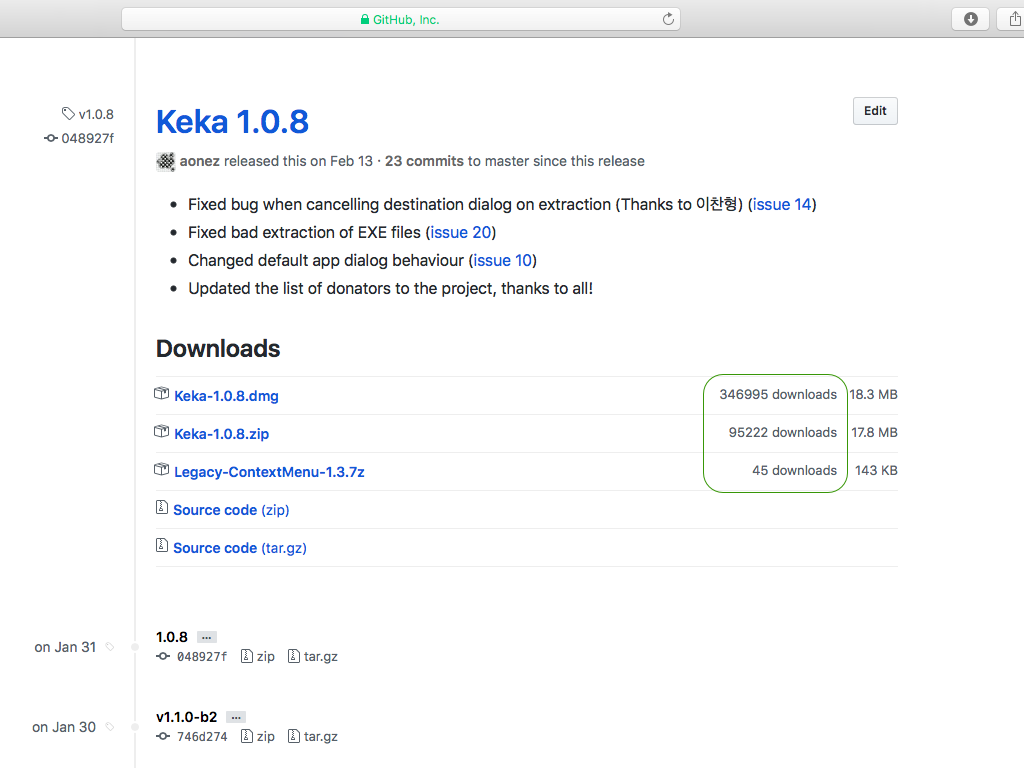 GitHub, Inc.
v1.0.8
048927f
Keka 1.0.8
Edit
aonez released this on Feb 13 · 23 commits to master since this release
Fixed bug when cancelling destination dialog on extraction (Thanks to 이찬형) (issue 14)
Fixed bad extraction of EXE files (issue 20)
Changed default app dialog behaviour (issue 10)
Updated the list of donators to the project, thanks to all!
Downloads
Keka-1.0.8.dmg 346995 downloads 18.3 MB
Keka-1.0.8.zip 95222 downloads 17.8 MB
Legacy-ContextMenu-1.3.7z 45 downloads 143 KB
Source code (zip)
Source code (tar.gz)
on Jan 31
1.0.8 ...
048927f zip tar.gz
on Jan 30
v1.1.0-b2 ...
746d274 zip tar.gz